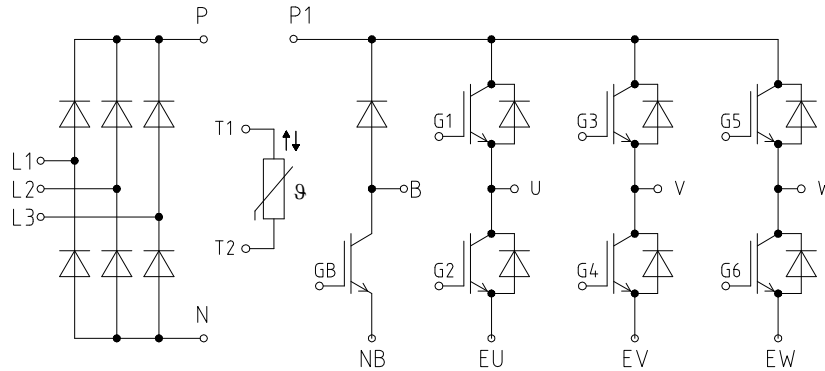 P P1
T1 G1 G3 G5
L1
L2 B U V W
L3 ϑ
T2 GB G2 G4 G6
N
NB EU EV EW